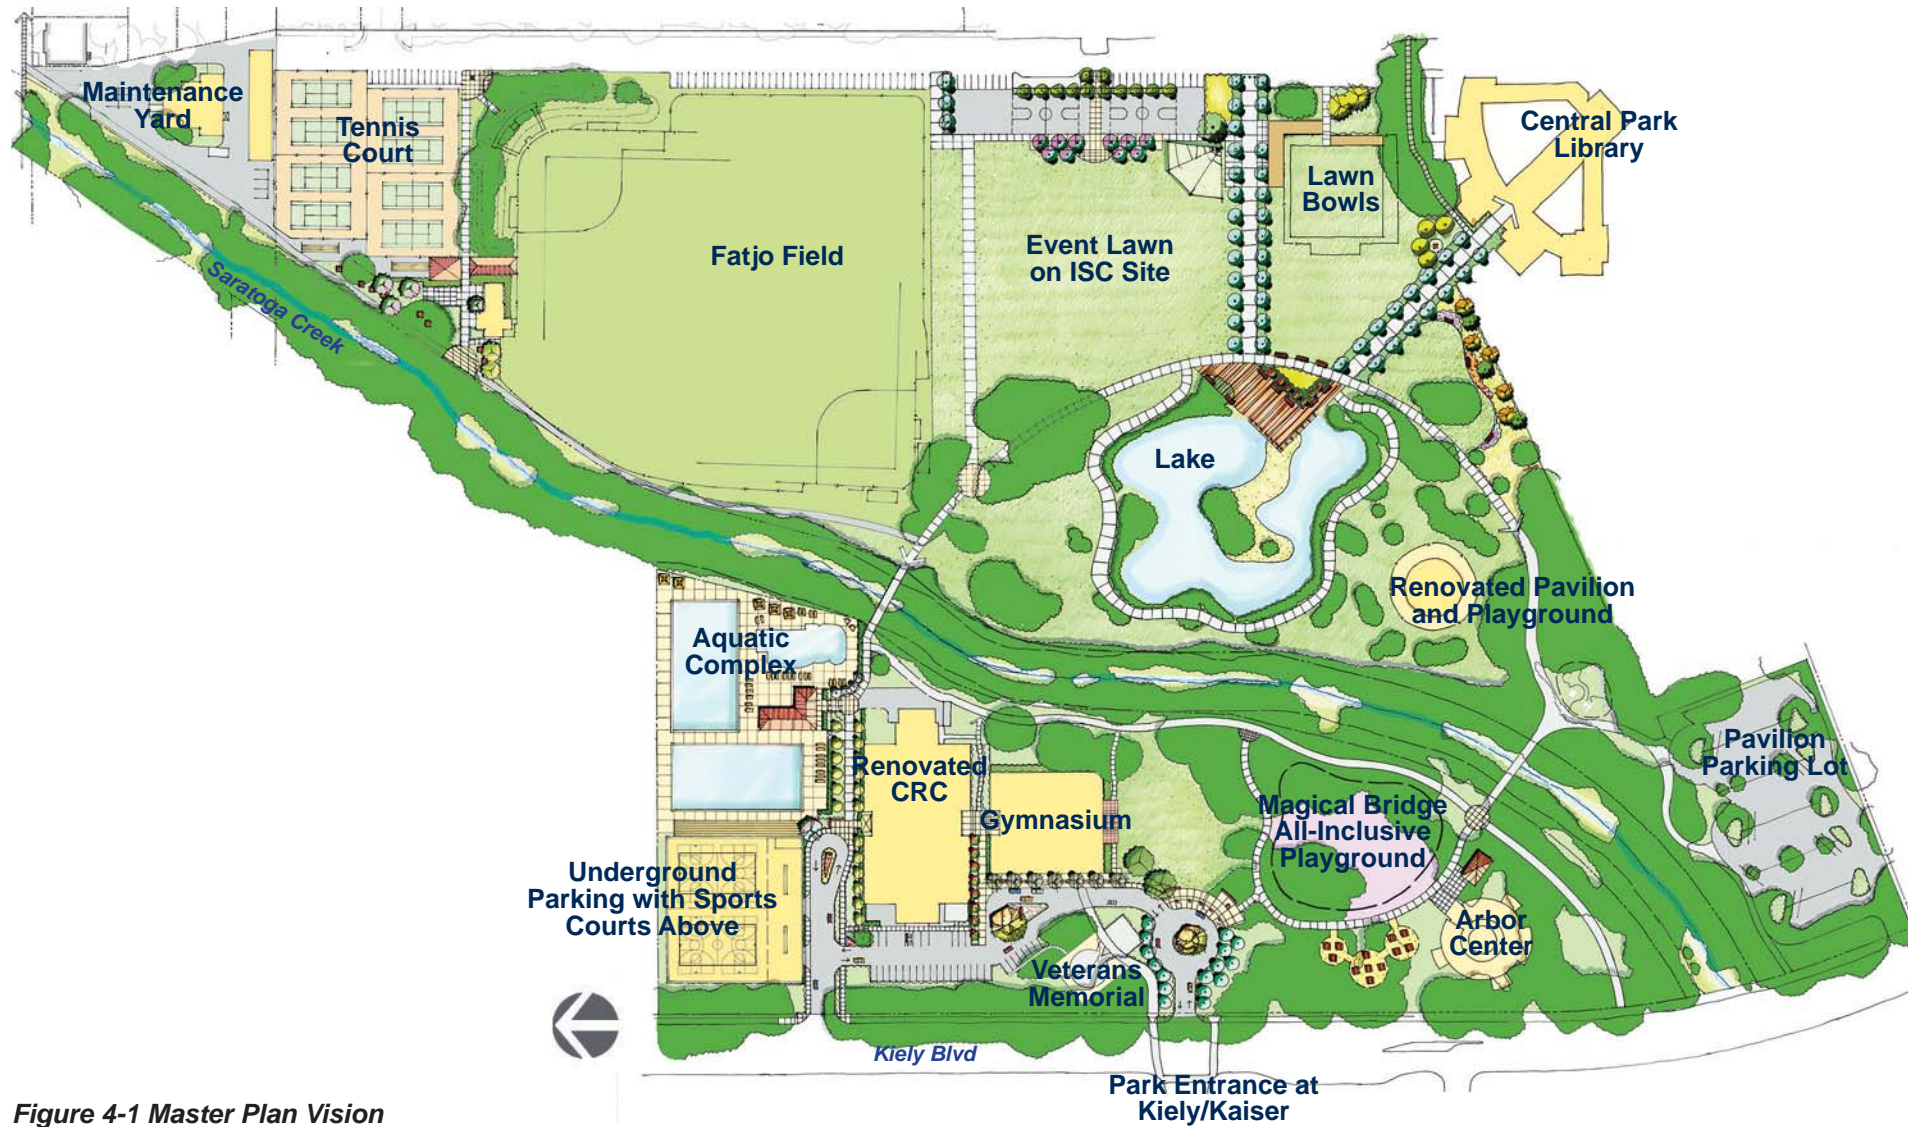 Maintenance
Yard
Tennis
Court
Central Park
Library
Lawn
Bowls
Fatjo Field
Event Lawn
on ISC Site
Saratoga Creek
Lake
Renovated Pavilion
and Playground
Aquatic
Complex
Renovated
CRC
Gymnasium
Magical Bridge
All-Inclusive
Playground
Pavilion
Parking Lot
Underground
Parking with Sports
Courts Above
Arbor
Center
Veterans
Memorial
Kiely Blvd
Park Entrance at
Kiely/Kaiser
Figure 4-1 Master Plan Vision